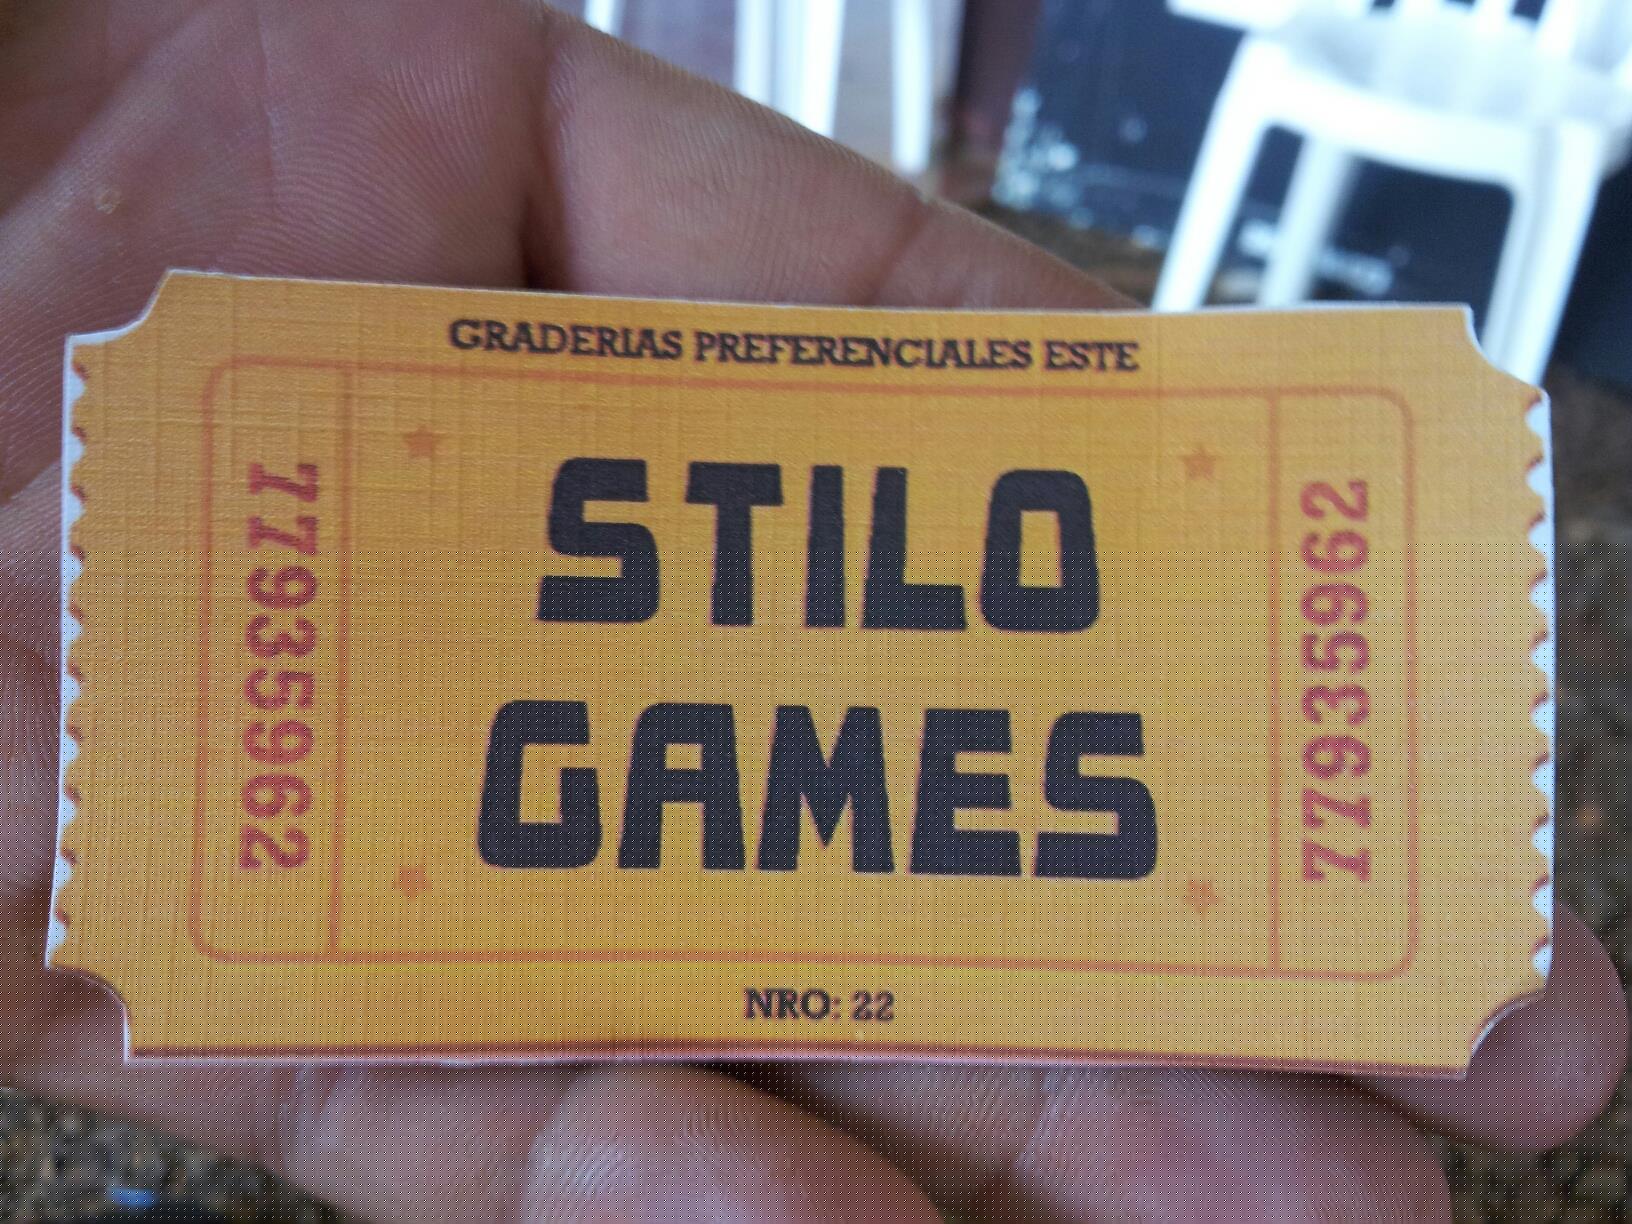 GRADERIAS PREFERENCIALES ESTE
77935962
STILO
GAMES
77935962
NRO: 22